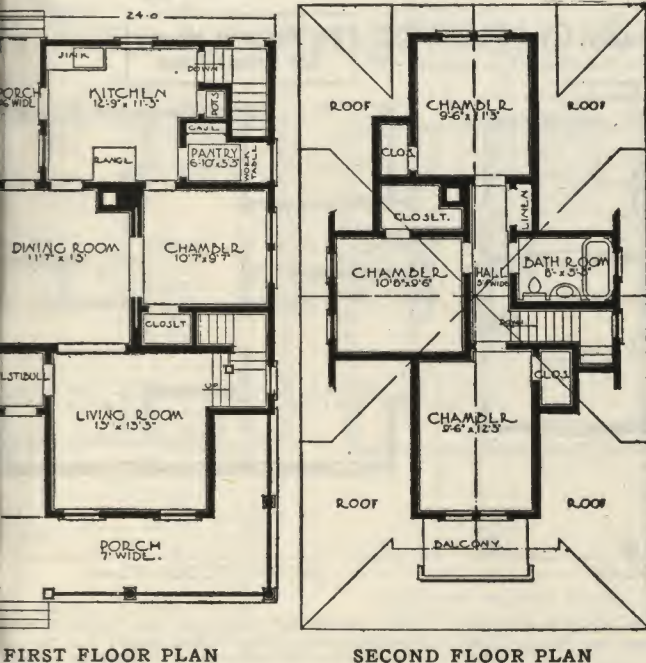 24-0
SINK
DOWN
PORCH
6' WIDE
KITCHEN
12'-9" x 11'-3"
POTS
CAUL.
PANTRY
6'-10" x 5'-3"
WORK
TABLE
RANGE
DINING ROOM
11'-7" x 13'
CHAMBER
10'-7" x 9'-7"
CLOSET
UP
LIVING ROOM
13' x 13'-3"
PORCH
7' WIDE.
FIRST FLOOR PLAN
ROOF
CHAMBER
9'-6" x 11'3"
ROOF
CLOS.
CLOSET.
LINEN
CHAMBER
10'8" x 9'6"
HALL
WIDE
BATH ROOM
DOWN
CLOS.
CHAMBER
9'-6" x 12'3"
ROOF
ROOF
BALCONY.
SECOND FLOOR PLAN